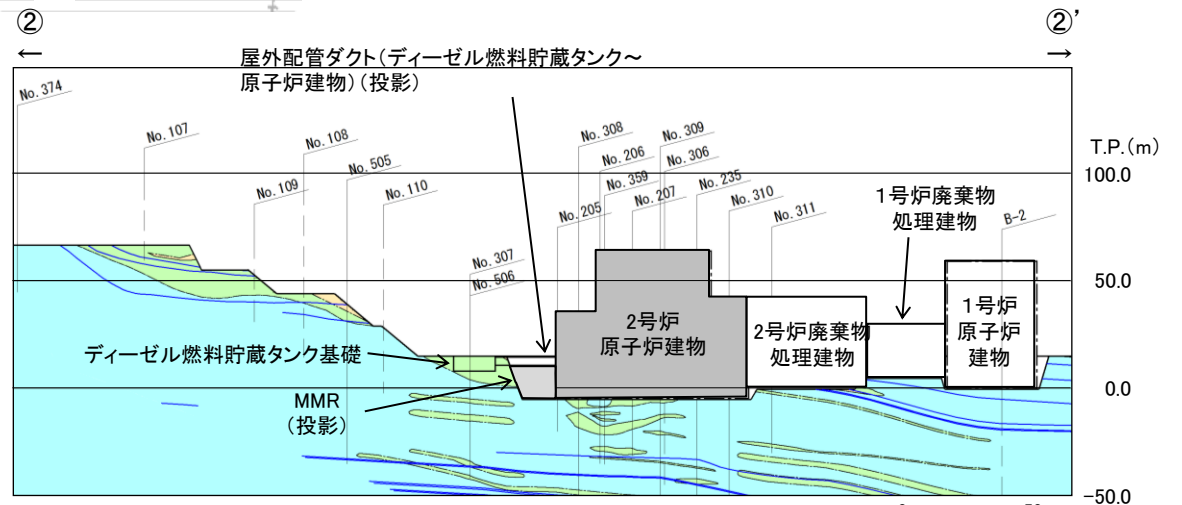 ②
②’
←
→
屋外配管ダクト(ディーゼル燃料貯蔵タンク～
原子炉建物)(投影)
No. 374
No. 107
No. 108
No. 109
No. 505
No. 110
No. 307
No. 506
No. 308
No. 206
No. 359
No. 205
No. 207
No. 309
No. 306
No. 235
No. 310
No. 311
B-2
T.P.(m)
100.0
50.0
0.0
-50.0
1号炉廃棄物
処理建物
2号炉
原子炉建物
2号炉廃棄物
処理建物
1号炉
原子炉
建物
ディーゼル燃料貯蔵タンク基礎
MMR
(投影)